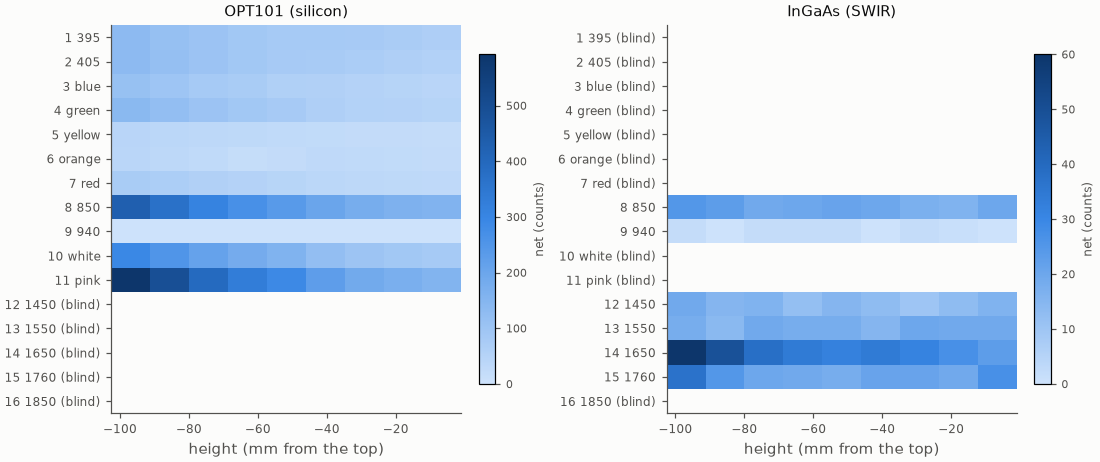 OPT101 (silicon)
1 395
2 405
3 blue
4 green
5 yellow
6 orange
7 red
8 850
9 940
10 white
11 pink
12 1450 (blind)
13 1550 (blind)
14 1650 (blind)
15 1760 (blind)
16 1850 (blind)
−100
−80
−60
−40
−20
height (mm from the top)
500
400
300
200
100
0
net (counts)
InGaAs (SWIR)
1 395 (blind)
2 405 (blind)
3 blue (blind)
4 green (blind)
5 yellow (blind)
6 orange (blind)
7 red (blind)
8 850
9 940
10 white (blind)
11 pink (blind)
12 1450
13 1550
14 1650
15 1760
16 1850 (blind)
−100
−80
−60
−40
−20
height (mm from the top)
60
50
40
30
20
10
0
net (counts)